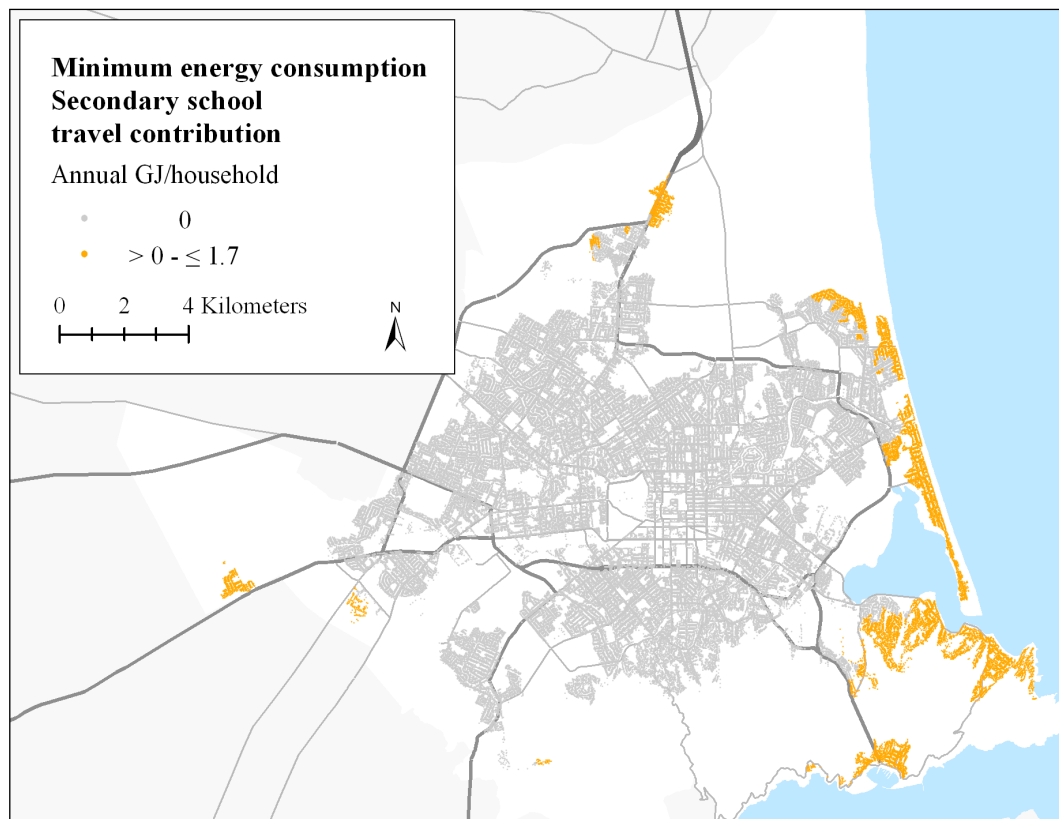 Minimum energy consumption
Secondary school
travel contribution
Annual GJ/household
0
> 0 - ≤ 1.7
0 2 4 Kilometers
N